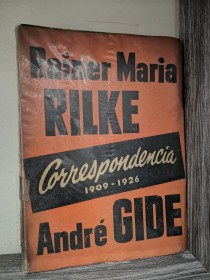 Rainer Maria
RILKE
Correspondencia
1909-1926
André GIDE